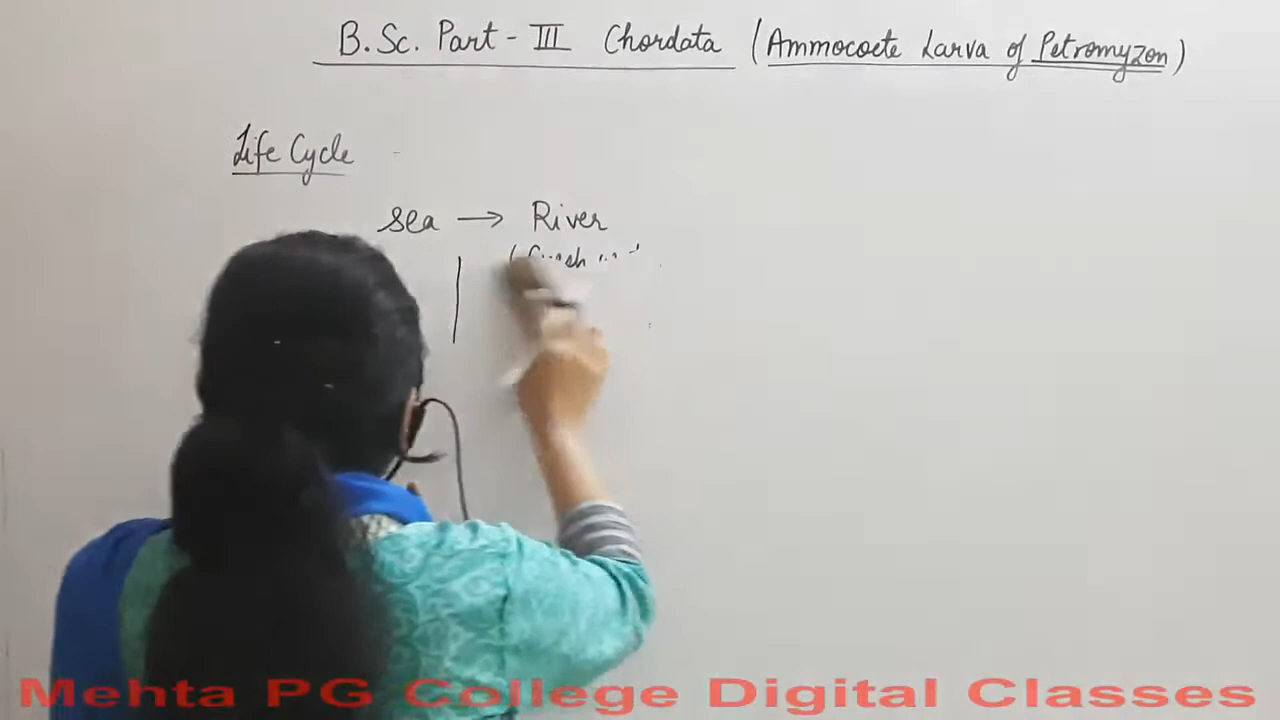 B.Sc. Part - III Chordata (Ammocoete Larva of Petromyzon)
Life Cycle
Sea → River
Mehta PG College Digital Classes